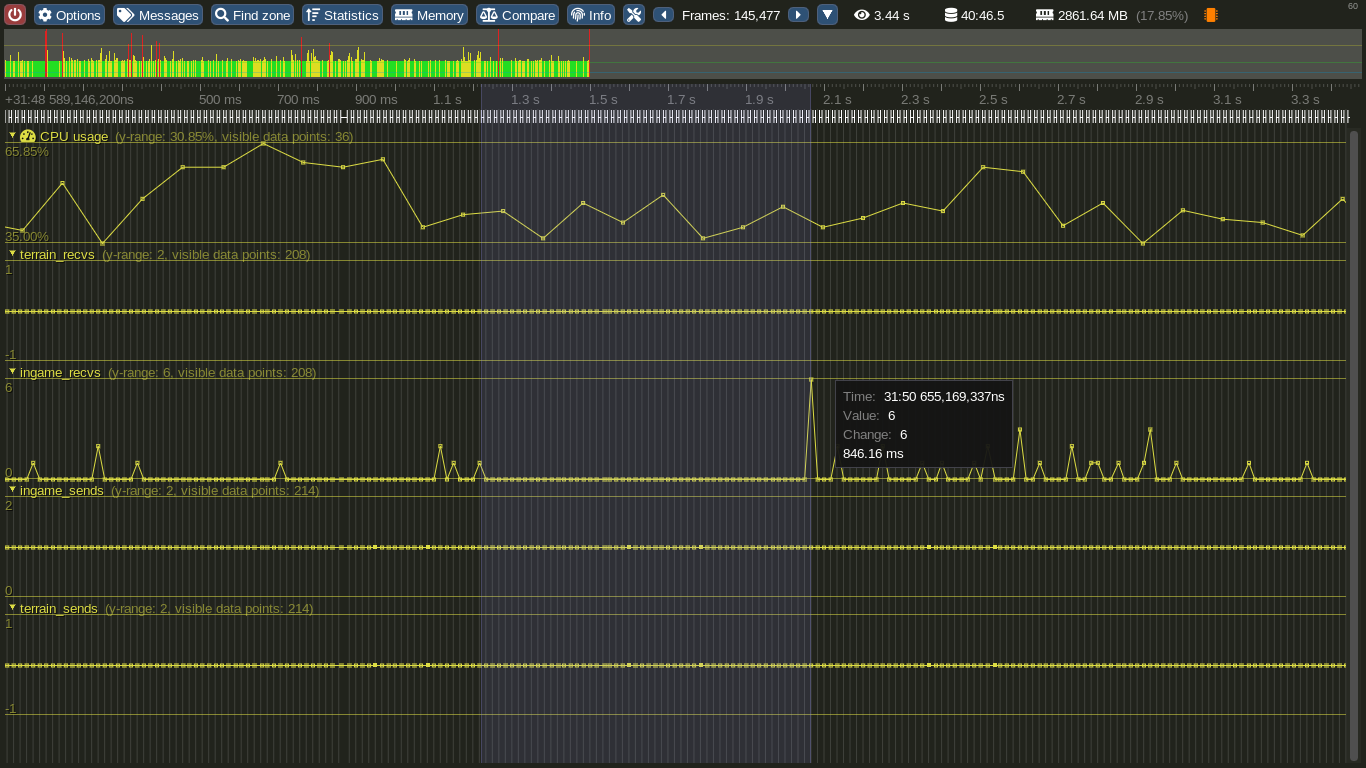 60
Options Messages Find zone Statistics Memory Compare Info Frames: 145,477 3.44 s 40:46.5 2861.64 MB (17.85%)
+31:48 589,146,200ns 500 ms 700 ms 900 ms 1.1 s 1.3 s 1.5 s 1.7 s 1.9 s 2.1 s 2.3 s 2.5 s 2.7 s 2.9 s 3.1 s 3.3 s
CPU usage (y-range: 30.85%, visible data points: 36)
65.85%
35.00%
terrain_recvs (y-range: 2, visible data points: 208)
1
-1
ingame_recvs (y-range: 6, visible data points: 208)
6
Time: 31:50 655,169,337ns
Value: 6
Change: 6
846.16 ms
0
ingame_sends (y-range: 2, visible data points: 214)
2
0
terrain_sends (y-range: 2, visible data points: 214)
1
-1